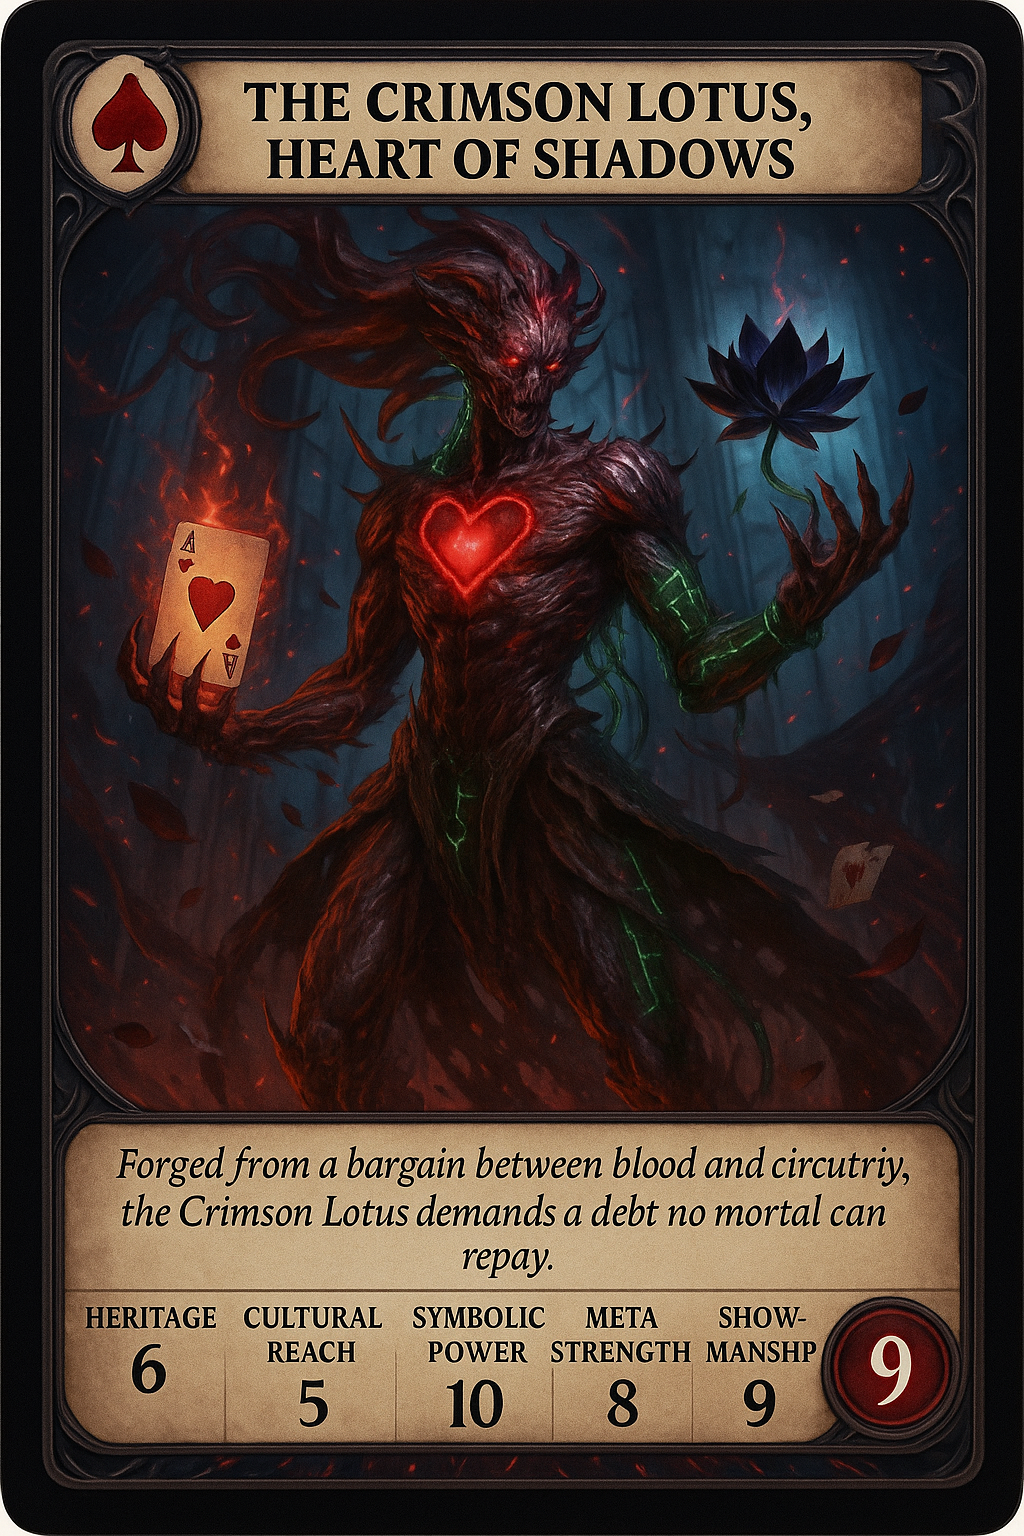 THE CRIMSON LOTUS,
HEART OF SHADOWS
A
A
Forged from a bargain between blood and circutriy,
the Crimson Lotus demands a debt no mortal can
repay.
HERITAGE
6
CULTURAL
REACH
5
SYMBOLIC
POWER
10
META
STRENGTH
8
SHOW-
MANSHP
9
9